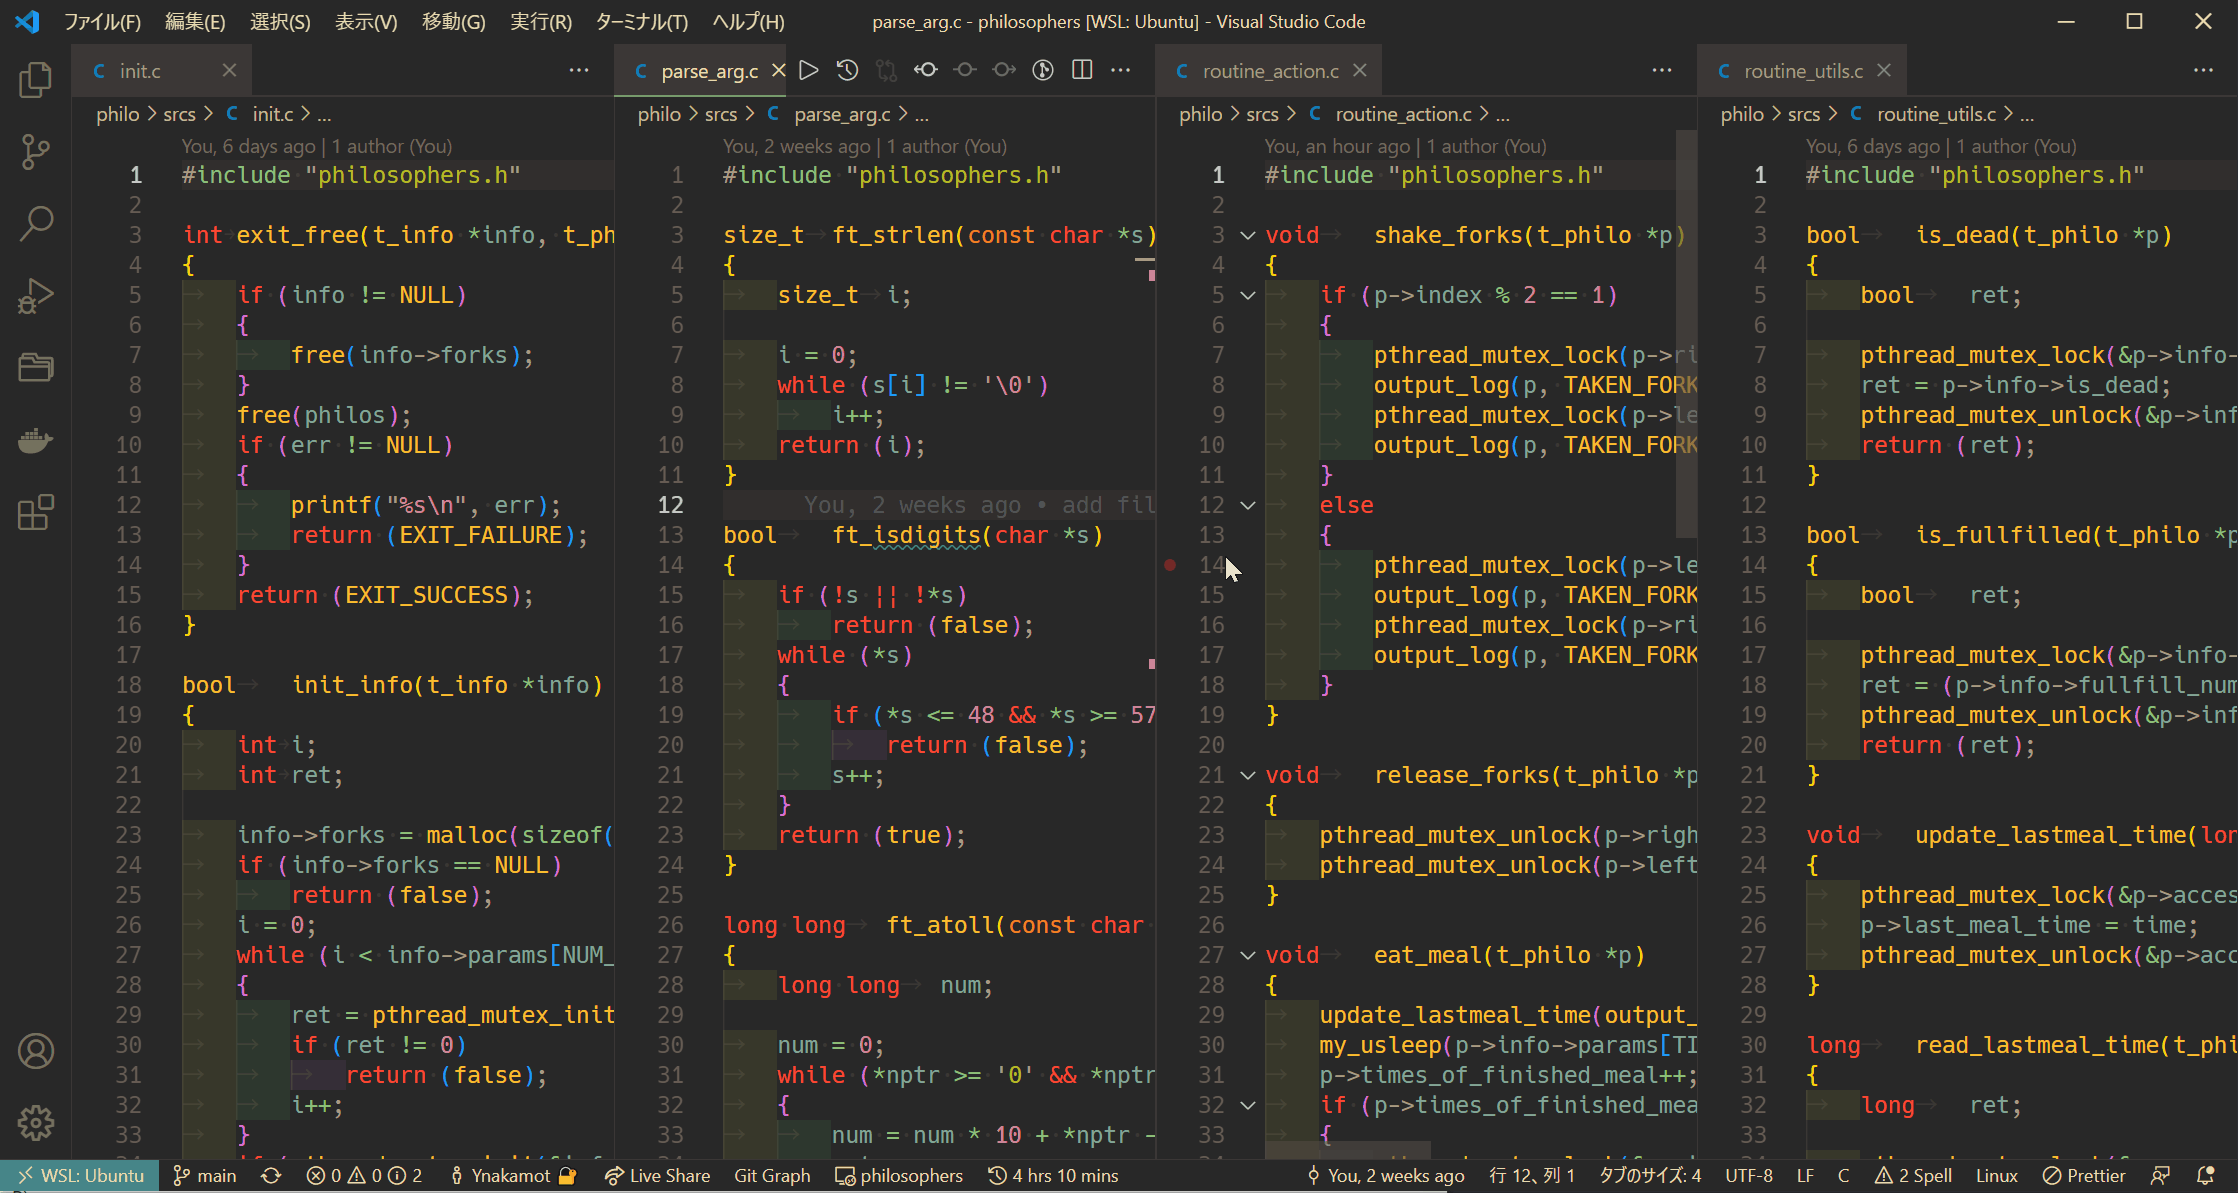 ファイル(F) 編集(E) 選択(S) 表示(V) 移動(G) 実行(R) ターミナル(T) ヘルプ(H) parse_arg.c - philosophers [WSL: Ubuntu] - Visual Studio Code
C init.c
philo > srcs > C init.c > ...
You, 6 days ago | 1 author (You)
1 #include "philosophers.h"
2
3 int exit_free(t_info *info, t_ph
4 {
5 if (info != NULL)
6 {
7 free(info->forks);
8 }
9 free(philos);
10 if (err != NULL)
11 {
12 printf("%s\n", err);
13 return (EXIT_FAILURE);
14 }
15 return (EXIT_SUCCESS);
16 }
17
18 bool init_info(t_info *info)
19 {
20 int i;
21 int ret;
22
23 info->forks = malloc(sizeof(
24 if (info->forks == NULL)
25 return (false);
26 i = 0;
27 while (i < info->params[NUM_
28 {
29 ret = pthread_mutex_init
30 if (ret != 0)
31 return (false);
32 i++;
33 }
C parse_arg.c
philo > srcs > C parse_arg.c > ...
You, 2 weeks ago | 1 author (You)
1 #include "philosophers.h"
2
3 size_t ft_strlen(const char *s)
4 {
5 size_t i;
6
7 i = 0;
8 while (s[i] != '\0')
9 i++;
10 return (i);
11 }
12 You, 2 weeks ago • add fil
13 bool ft_isdigits(char *s)
14 {
15 if (!s || !*s)
16 return (false);
17 while (*s)
18 {
19 if (*s <= 48 && *s >= 57
20 return (false);
21 s++;
22 }
23 return (true);
24 }
25
26 long long ft_atoll(const char
27 {
28 long long num;
29
30 num = 0;
31 while (*nptr >= '0' && *nptr
32 {
33 num = num * 10 + *nptr -
C routine_action.c
philo > srcs > C routine_action.c > ...
You, an hour ago | 1 author (You)
1 #include "philosophers.h"
2
3 void shake_forks(t_philo *p)
4 {
5 if (p->index % 2 == 1)
6 {
7 pthread_mutex_lock(p->ri
8 output_log(p, TAKEN_FORK
9 pthread_mutex_lock(p->le
10 output_log(p, TAKEN_FORK
11 }
12 else
13 {
14 pthread_mutex_lock(p->le
15 output_log(p, TAKEN_FORK
16 pthread_mutex_lock(p->ri
17 output_log(p, TAKEN_FORK
18 }
19 }
20
21 void release_forks(t_philo *p
22 {
23 pthread_mutex_unlock(p->righ
24 pthread_mutex_unlock(p->left
25 }
26
27 void eat_meal(t_philo *p)
28 {
29 update_lastmeal_time(output_
30 my_usleep(p->info->params[TI
31 p->times_of_finished_meal++;
32 if (p->times_of_finished_mea
33 {
C routine_utils.c
philo > srcs > C routine_utils.c > ...
You, 6 days ago | 1 author (You)
1 #include "philosophers.h"
2
3 bool is_dead(t_philo *p)
4 {
5 bool ret;
6
7 pthread_mutex_lock(&p->info-
8 ret = p->info->is_dead;
9 pthread_mutex_unlock(&p->inf
10 return (ret);
11 }
12
13 bool is_fullfilled(t_philo *p
14 {
15 bool ret;
16
17 pthread_mutex_lock(&p->info-
18 ret = (p->info->fullfill_num
19 pthread_mutex_unlock(&p->inf
20 return (ret);
21 }
22
23 void update_lastmeal_time(lon
24 {
25 pthread_mutex_lock(&p->acces
26 p->last_meal_time = time;
27 pthread_mutex_unlock(&p->acc
28 }
29
30 long read_lastmeal_time(t_phi
31 {
32 long ret;
33
WSL: Ubuntu main 0 0 2 Ynakamot Live Share Git Graph philosophers 4 hrs 10 mins You, 2 weeks ago 行 12、列 1 タブのサイズ: 4 UTF-8 LF C 2 Spell Linux Prettier